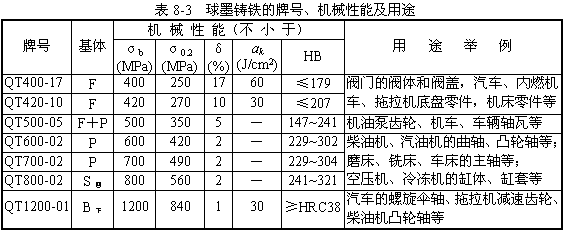 表 8-3 球墨铸铁的牌号、机械性能及用途
牌号 基体 机 械 性 能 (不 小 于) 用 途 举 例
σb (MPa) σ0.2 (MPa) δ (%) ak (J/cm²) HB
QT400-17 F 400 250 17 60 ≤179 阀门的阀体和阀盖，汽车、内燃机
QT420-10 F 420 270 10 30 ≤207 车、拖拉机底盘零件，机床零件等
QT500-05 F+P 500 350 5 — 147~241 机油泵齿轮、机车、车辆轴瓦等
QT600-02 P 600 420 2 — 229~302 柴油机、汽油机的曲轴、凸轮轴等；
QT700-02 P 700 490 2 — 229~304 磨床、铣床、车床的主轴等；
QT800-02 S 800 560 2 — 241~321 空压机、冷冻机的缸体、缸套等
QT1200-01 B下 1200 840 1 30 ≥HRC38 汽车的螺旋伞轴、拖拉机减速齿轮、
柴油机凸轮轴等